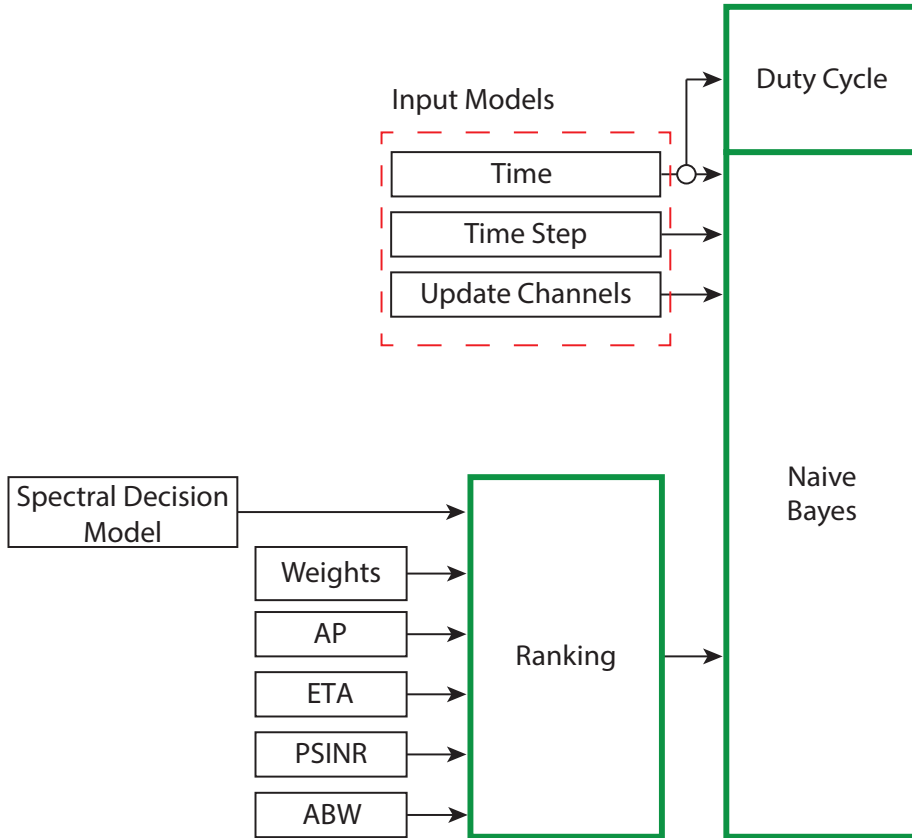 Duty Cycle
Input Models
Time
Time Step
Update Channels
Naive
Bayes
Spectral Decision
Model
Weights
AP
ETA
PSINR
ABW
Ranking